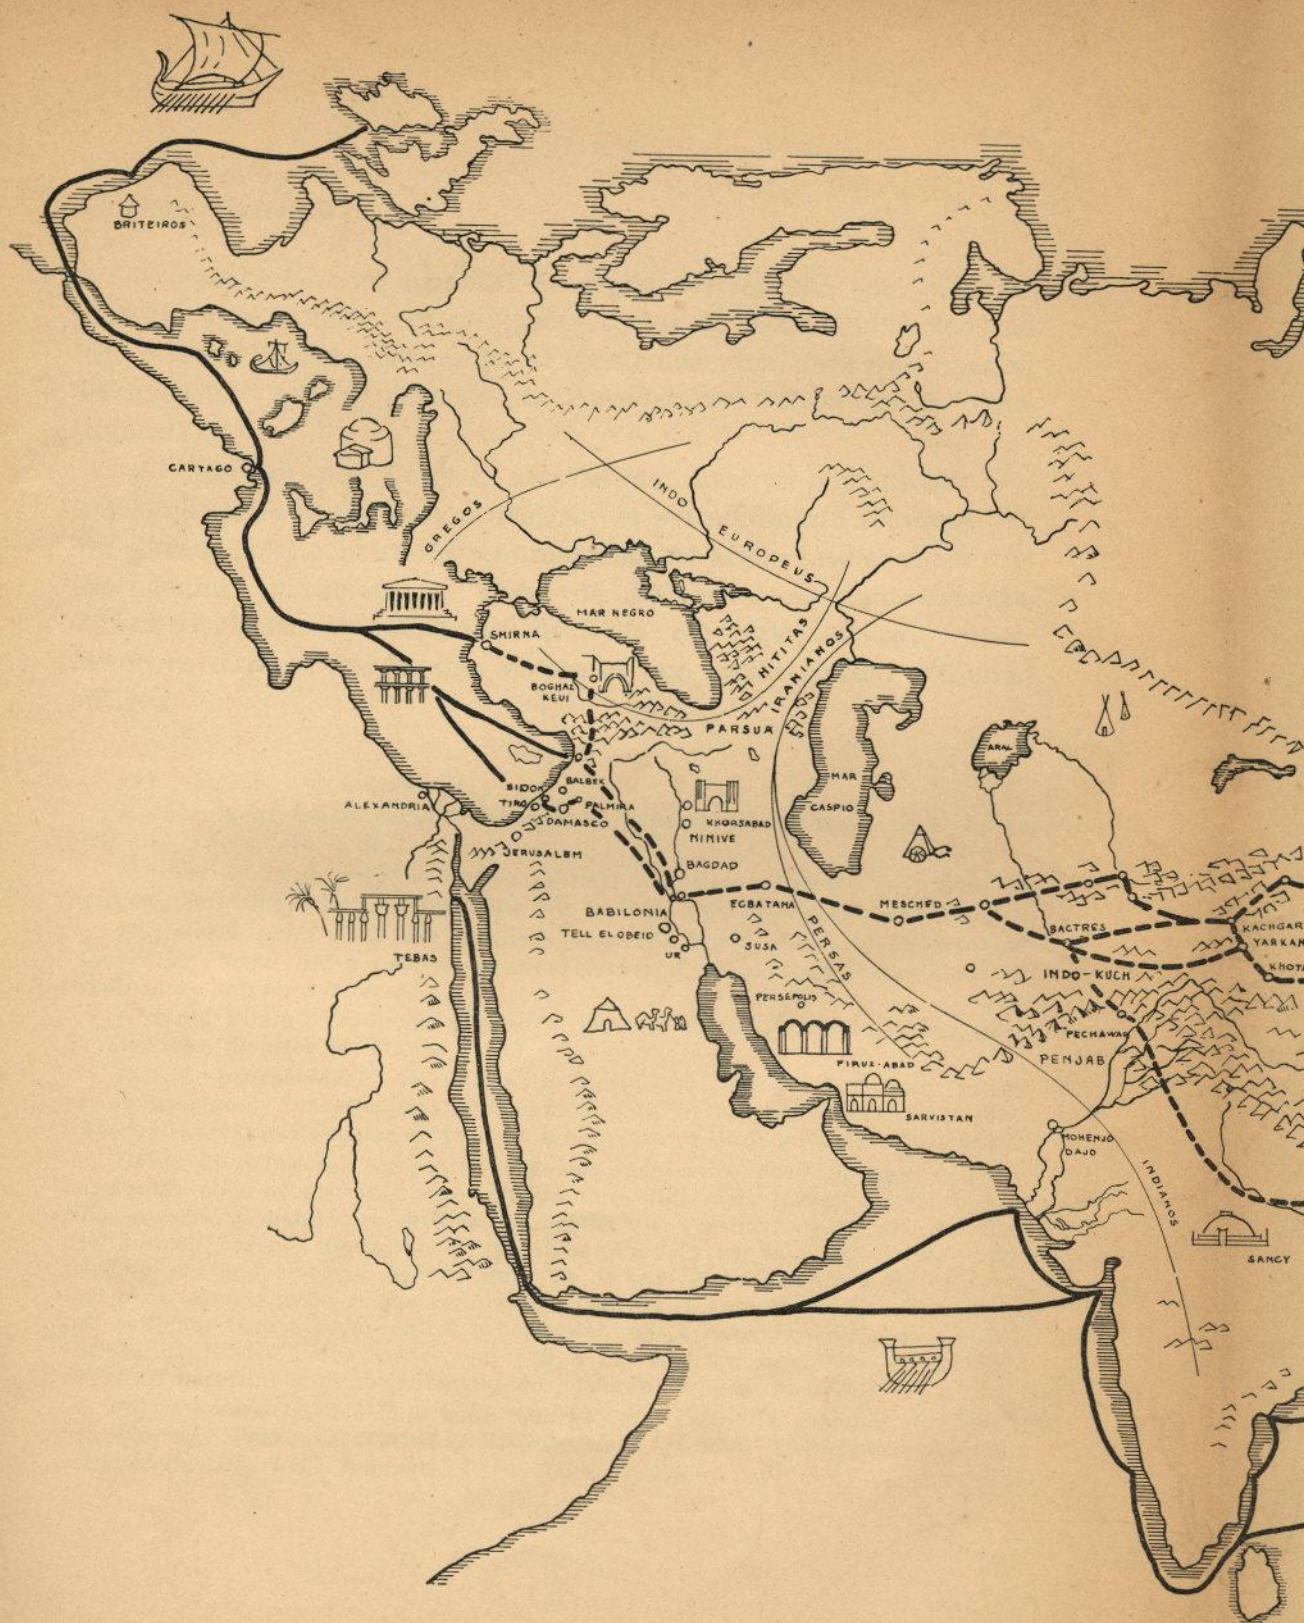 BRITEIROS
CARTAGO
GREGOS
INDO
EUROPEUS
MAR NEGRO
SMIRNA
HITITAS
IRANIANOS
BOGHAZ
KEUI
PARSUA
ARAL
MAR
CASPIO
BALBEK
SIDON
TIRO
PALMIRA
ALEXANDRIA
DAMASCO
KHORSABAD
NINIVE
JERUSALEM
BAGDAD
EGBATANA
MESCHED
BABILONIA
TELL EL OBEID
UR
SUSA
PERSAS
BACTRES
KACHGAR
YARKAN
TEBAS
INDO-KUCH
KHOTA
PERSEPOLIS
PECHAWAR
PENJAB
FIRUZ-ABAD
SARVISTAN
MOHENJO
DAJO
INDIANOS
SANCY